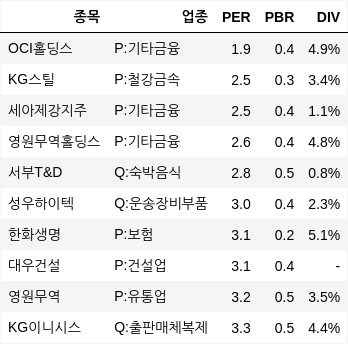 종목 업종 PER PBR DIV
OCI홀딩스 P:기타금융 1.9 0.4 4.9%
KG스틸 P:철강금속 2.5 0.3 3.4%
세아제강지주 P:기타금융 2.5 0.4 1.1%
영원무역홀딩스 P:기타금융 2.6 0.4 4.8%
서부T&D Q:숙박음식 2.8 0.5 0.8%
성우하이텍 Q:운송장비부품 3.0 0.4 2.3%
한화생명 P:보험 3.1 0.2 5.1%
대우건설 P:건설업 3.1 0.4 -
영원무역 P:유통업 3.2 0.5 3.5%
KG이니시스 Q:출판매체복제 3.3 0.5 4.4%